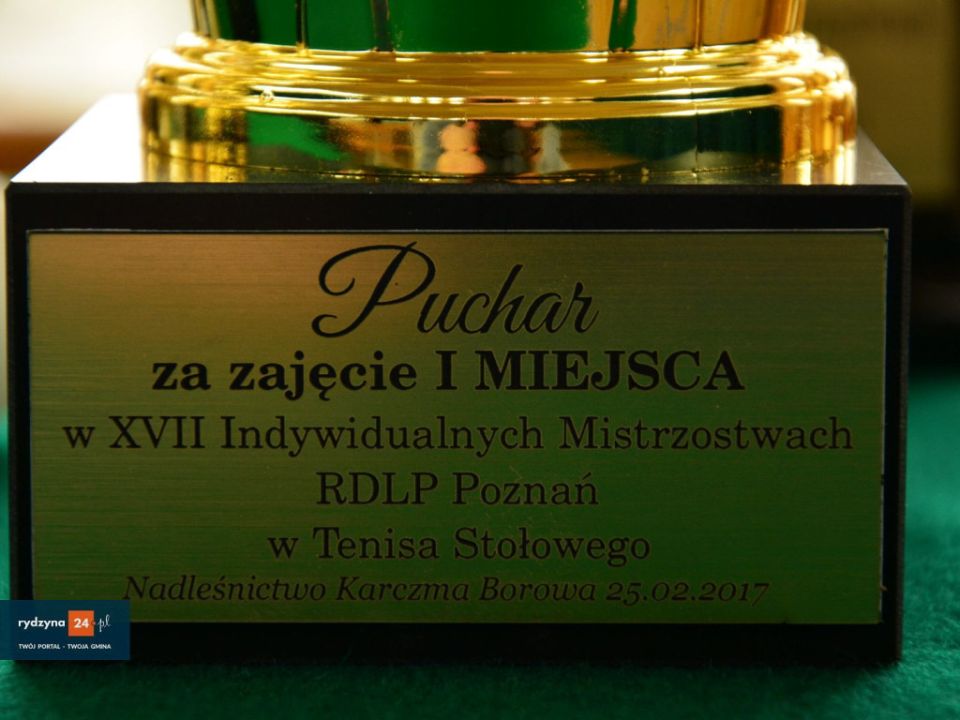 Puchar
za zajęcie I MIEJSCA
w XVII Indywidualnych Mistrzostwach
RDLP Poznań
w Tenisa Stołowego
Nadleśnictwo Karczma Borowa 25.02.2017
rydzyna 24.pl
TWÓJ PORTAL - TWOJA GMINA